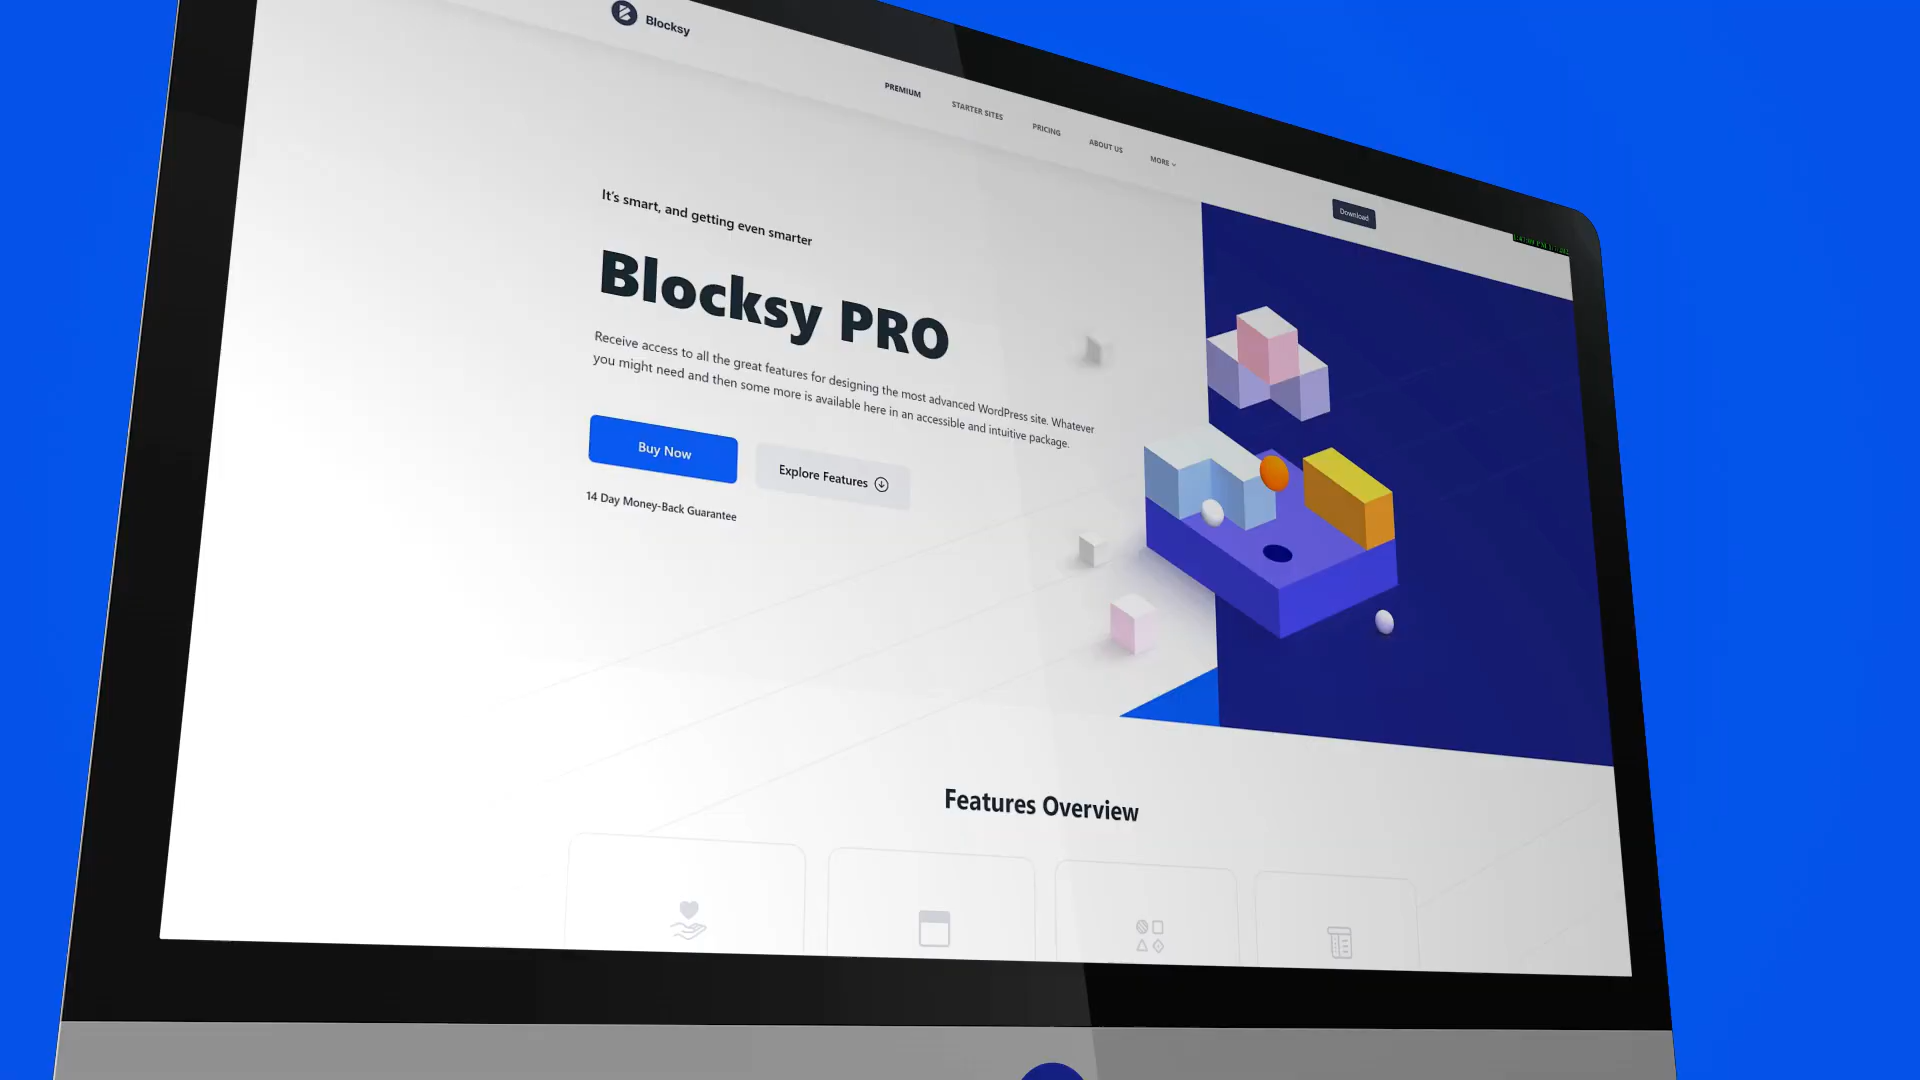 Blocksy
PREMIUM
STARTER SITES
PRICING
ABOUT US
MORE
Download
It's smart, and getting even smarter
Blocksy PRO
Receive access to all the great features for designing the most advanced WordPress site. Whatever
you might need and then some more is available here in an accessible and intuitive package.
Buy Now
Explore Features
14 Day Money-Back Guarantee
Features Overview